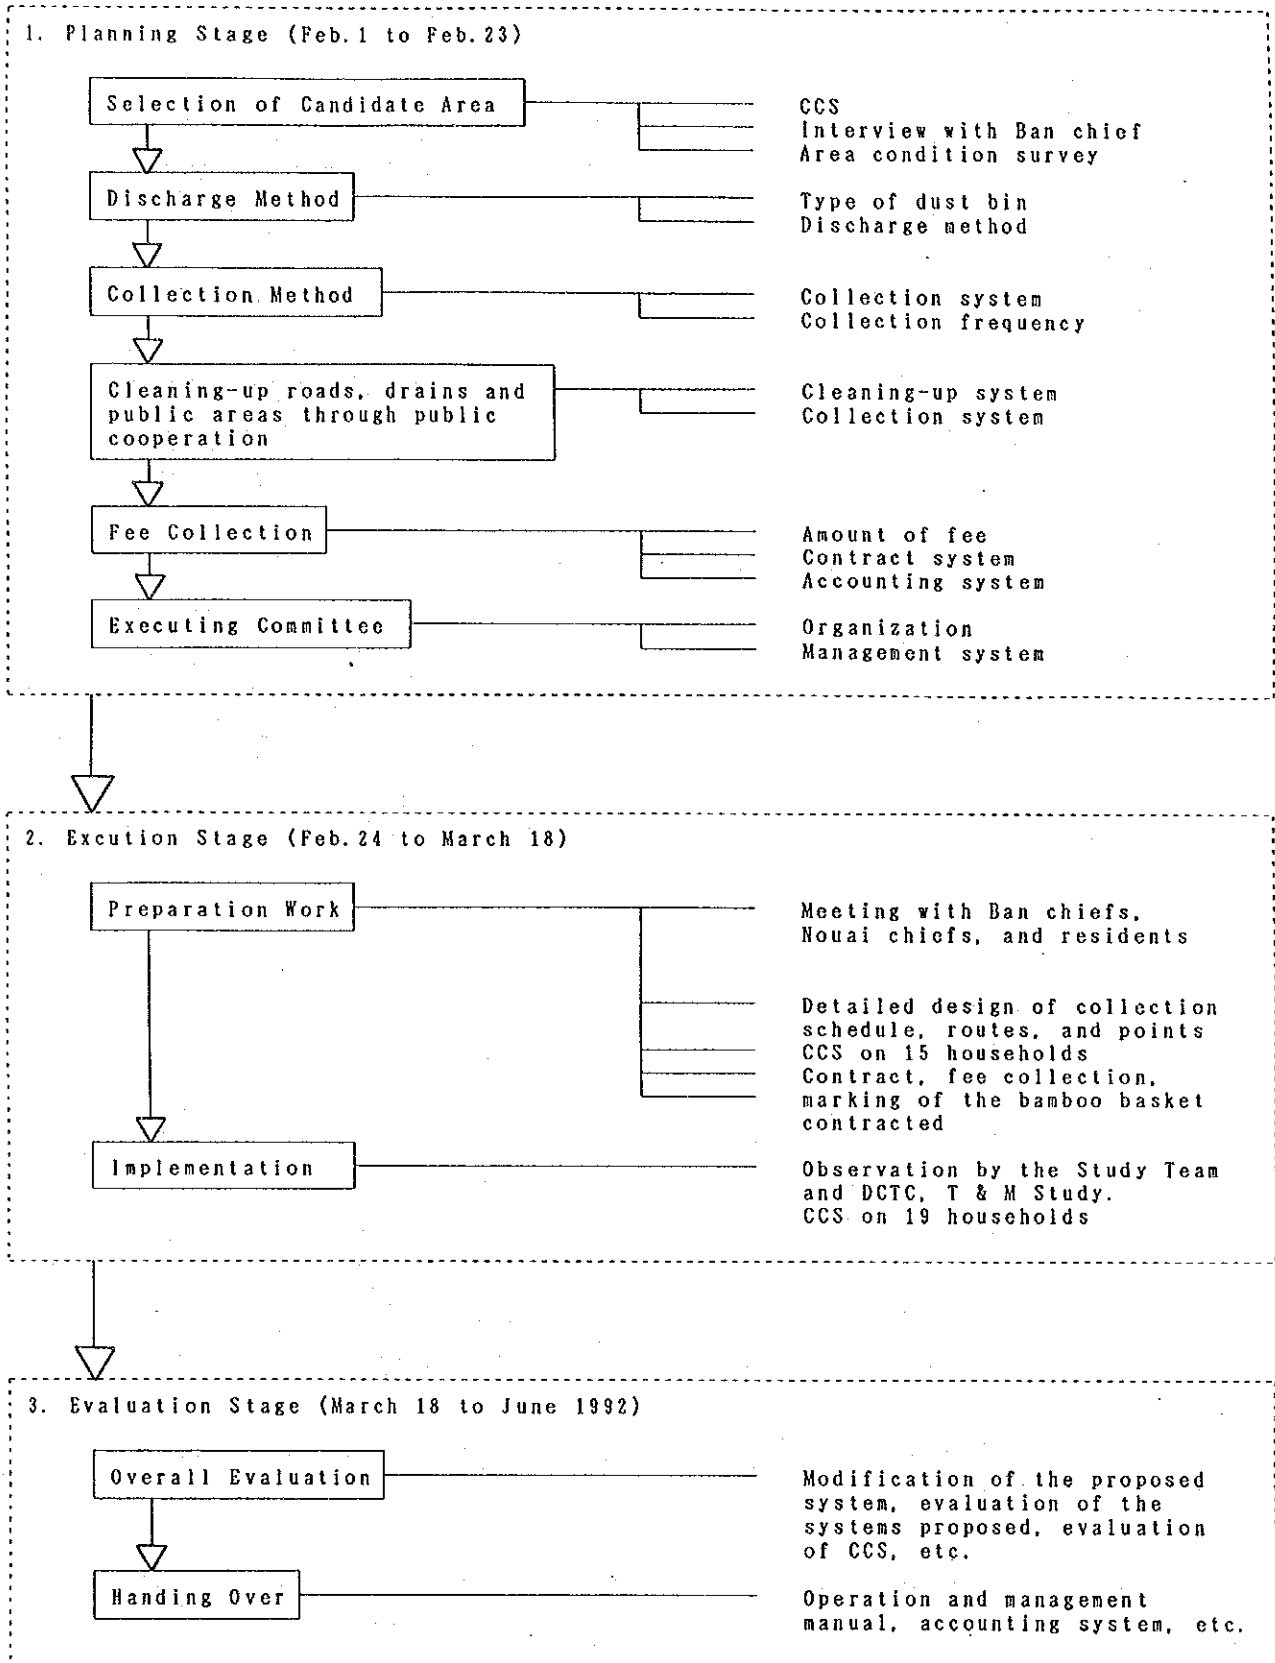 1. Planning Stage (Feb.1 to Feb.23)
Selection of Candidate Area
CCS
Interview with Ban chief
Area condition survey
Discharge Method
Type of dust bin
Discharge method
Collection Method
Collection system
Collection frequency
Cleaning-up roads, drains and
public areas through public
cooperation
Cleaning-up system
Collection system
Fee Collection
Amount of fee
Contract system
Accounting system
Executing Committee
Organization
Management system
2. Excution Stage (Feb.24 to March 18)
Preparation Work
Meeting with Ban chiefs,
Nouai chiefs, and residents
Detailed design of collection
schedule, routes, and points
CCS on 15 households
Contract, fee collection,
marking of the bamboo basket
contracted
Implementation
Observation by the Study Team
and DCTC, T & M Study.
CCS on 19 households
3. Evaluation Stage (March 18 to June 1992)
Overall Evaluation
Modification of the proposed
system, evaluation of the
systems proposed, evaluation
of CCS, etc.
Handing Over
Operation and management
manual, accounting system, etc.